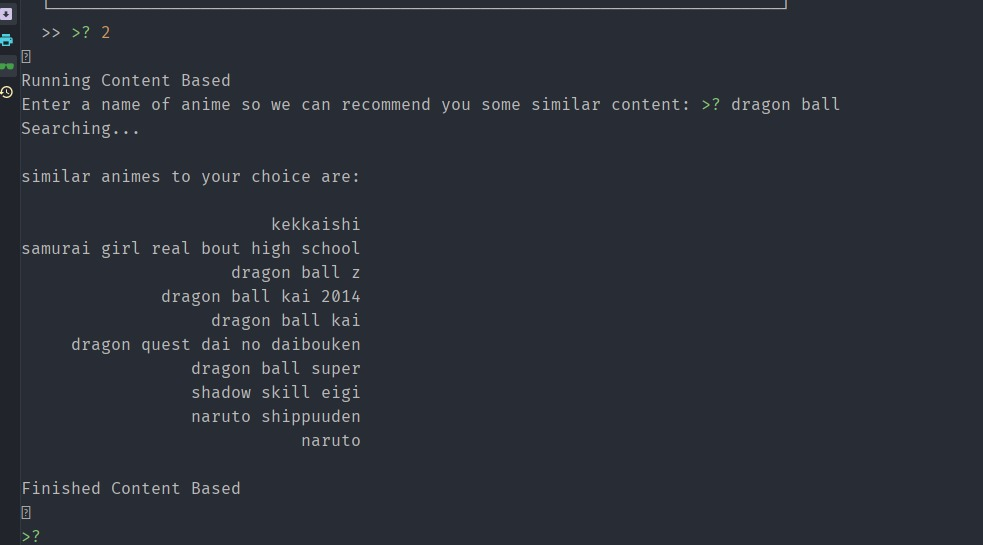 >> >? 2
Running Content Based
Enter a name of anime so we can recommend you some similar content: >? dragon ball
Searching...
similar animes to your choice are:
kekkaishi
samurai girl real bout high school
dragon ball z
dragon ball kai 2014
dragon ball kai
dragon quest dai no daibouken
dragon ball super
shadow skill eigi
naruto shippuuden
naruto
Finished Content Based
>?